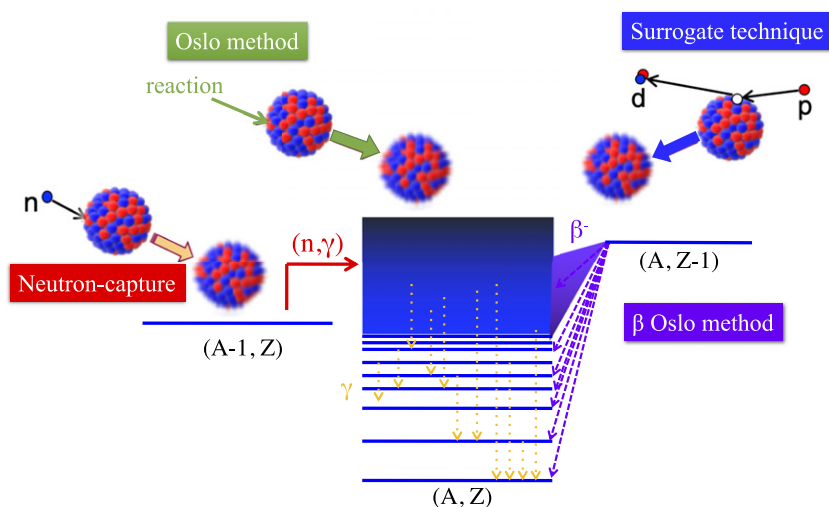 Oslo method
Surrogate technique
reaction
d
p
n
(n,γ)
β-
Neutron-capture
(A, Z-1)
β Oslo method
(A-1, Z)
γ
(A, Z)